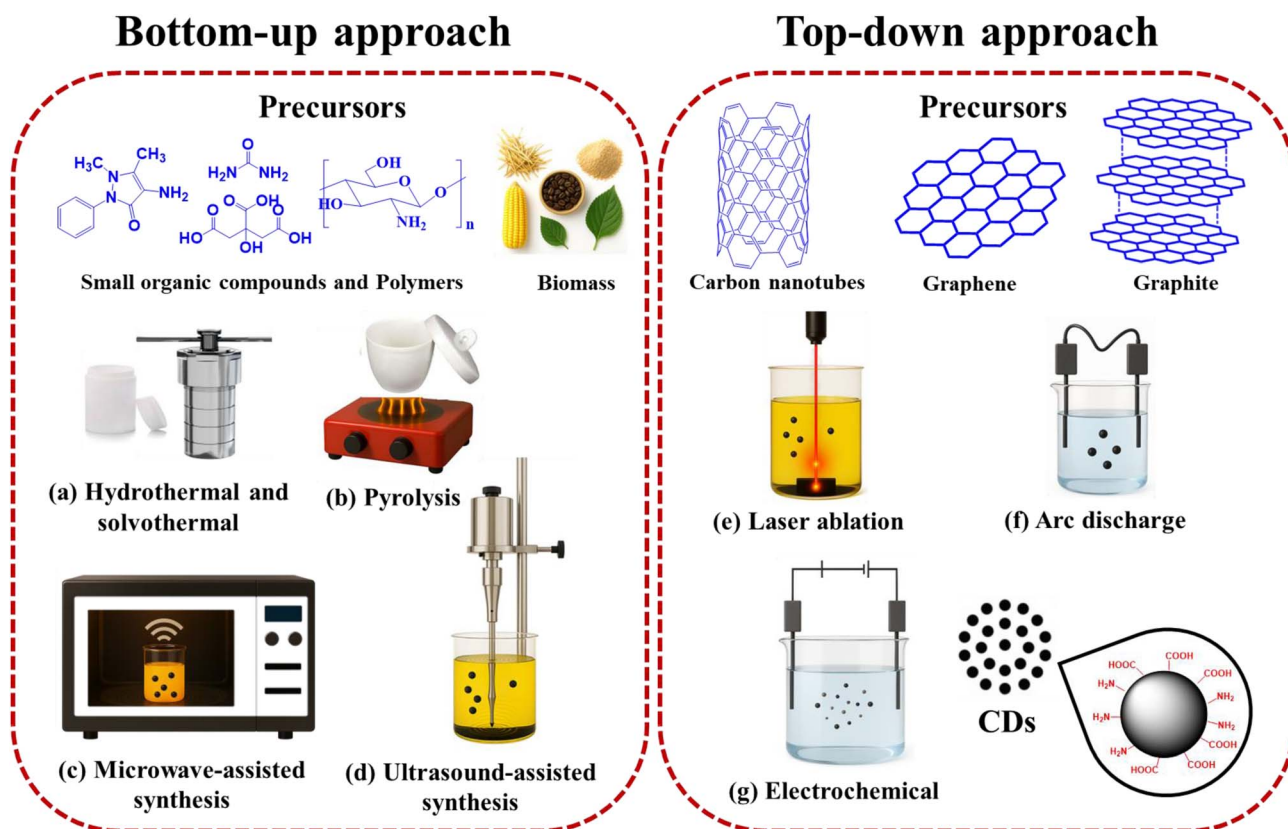 Bottom-up approach
Top-down approach
Precursors
H₃C
CH₃
N
N
NH₂
O
O
H₂N
NH₂
O
OH
O
O
HO
OH
OH
OH
O
O
HO
NH₂
n
Small organic compounds and Polymers
Biomass
(a) Hydrothermal and
solvothermal
(b) Pyrolysis
(c) Microwave-assisted
synthesis
(d) Ultrasound-assisted
synthesis
Precursors
Carbon nanotubes
Graphene
Graphite
(e) Laser ablation
(f) Arc discharge
(g) Electrochemical
CDs
COOH
HOOC
COOH
H₂N
NH₂
H₂N
NH₂
H₂N
COOH
HOOC
COOH